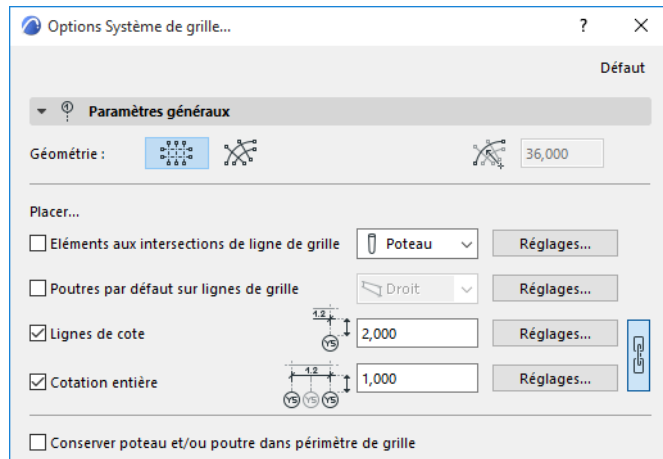 Options Système de grille...
?
Défaut
Paramètres généraux
Géométrie :
36,000
Placer...
Eléments aux intersections de ligne de grille
Poteau
Réglages...
Poutres par défaut sur lignes de grille
Droit
Réglages...
Lignes de cote
1.2
Y5
2,000
Réglages...
Cotation entière
1.2
Y5 Y5 Y5
1,000
Réglages...
Conserver poteau et/ou poutre dans périmètre de grille